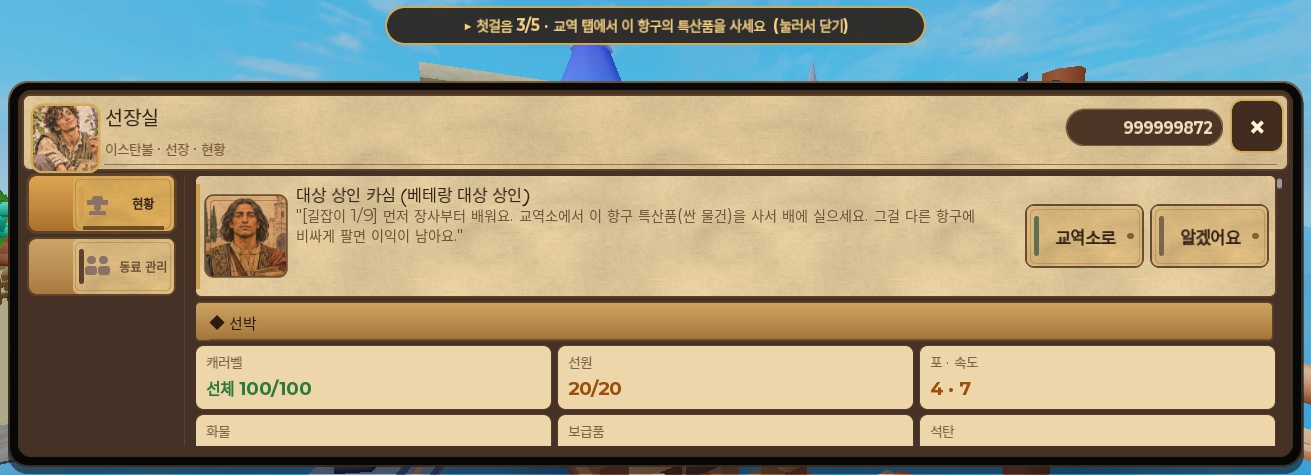 ▸ 첫걸음 3/5 · 교역 탭에서 이 항구의 특산품을 사세요 (눌러서 닫기)
선장실
이스탄불 · 선장 · 현황
999999872
×
현황
동료 관리
대상 상인 카심 (베테랑 대상 상인)
"[길잡이 1/9] 먼저 장사부터 배워요. 교역소에서 이 항구 특산품(싼 물건)을 사서 배에 실으세요. 그걸 다른 항구에
비싸게 팔면 이익이 남아요."
교역소로
알겠어요
◆ 선박
캐러벨
선체 100/100
선원
20/20
포 · 속도
4 · 7
화물
보급품
석탄